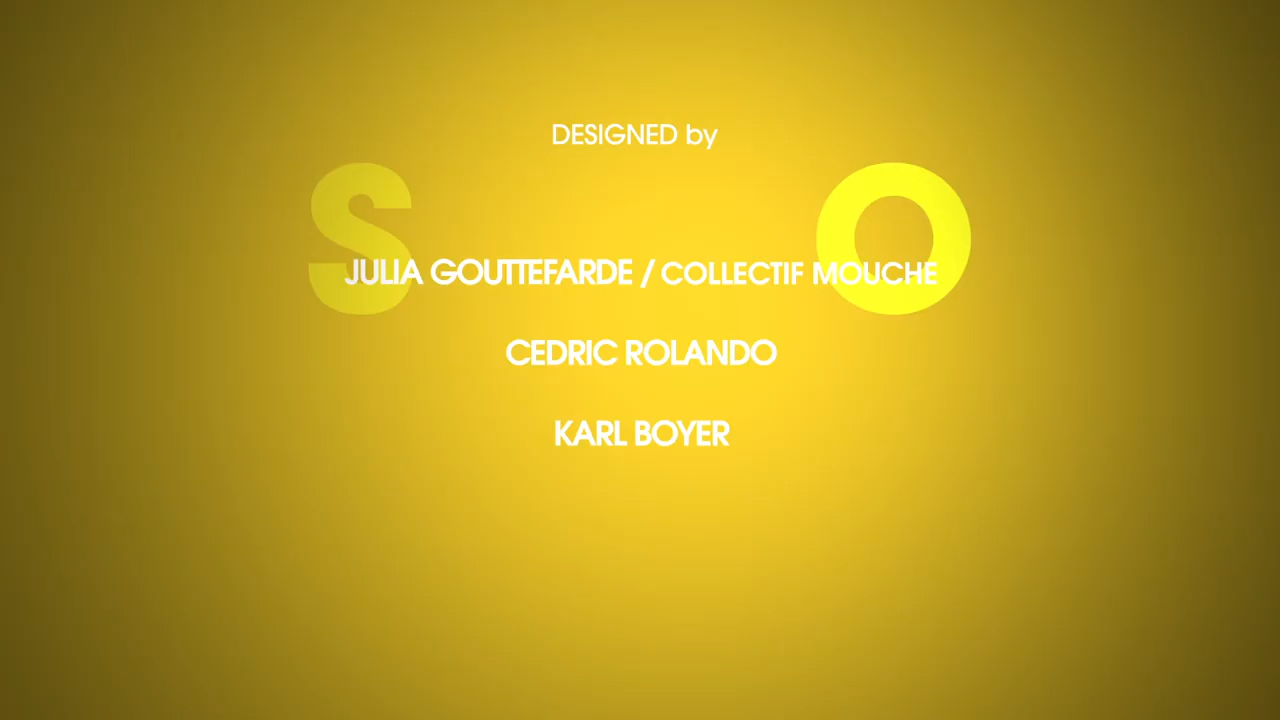 DESIGNED by
S O
JULIA GOUTTEFARDE / COLLECTIF MOUCHE
CEDRIC ROLANDO
KARL BOYER